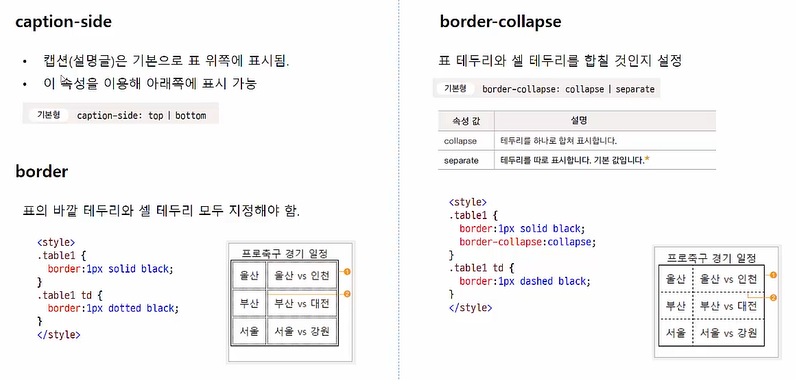 caption-side
• 캡션(설명글)은 기본으로 표 위쪽에 표시됨.
• 이 속성을 이용해 아래쪽에 표시 가능
기본형 caption-side: top | bottom
border
표의 바깥 테두리와 셀 테두리 모두 지정해야 함.
<style>
.table1 {
border:1px solid black;
}
.table1 td {
border:1px dotted black;
}
</style>
프로축구 경기 일정
울산 울산 vs 인천
부산 부산 vs 대전
서울 서울 vs 강원
1
2
border-collapse
표 테두리와 셀 테두리를 합칠 것인지 설정
기본형 border-collapse: collapse | separate
속성 값 설명
collapse 테두리를 하나로 합쳐 표시합니다.
separate 테두리를 따로 표시합니다. 기본 값입니다.*
<style>
.table1 {
border:1px solid black;
border-collapse:collapse;
}
.table1 td {
border:1px dashed black;
}
</style>
프로축구 경기 일정
울산 울산 vs 인천
부산 부산 vs 대전
서울 서울 vs 강원
1
2